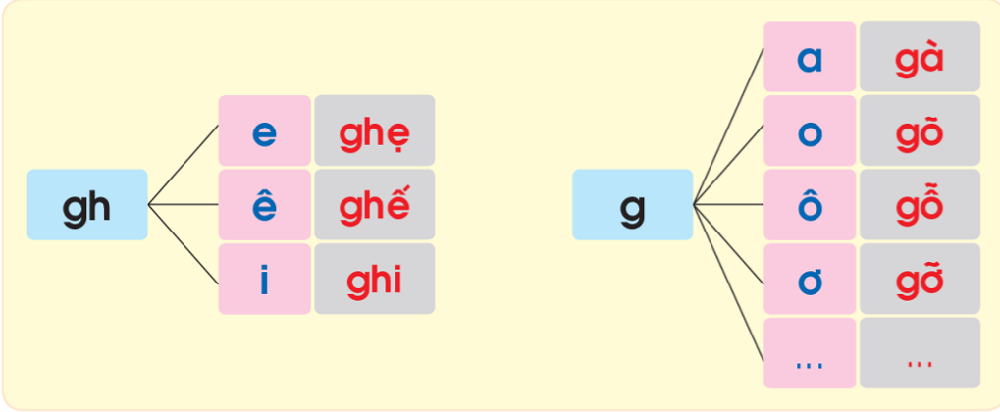 gh
e ghẹ
ê ghế
i ghi
g
a gà
o gõ
ô gỗ
ơ gỡ
... ...